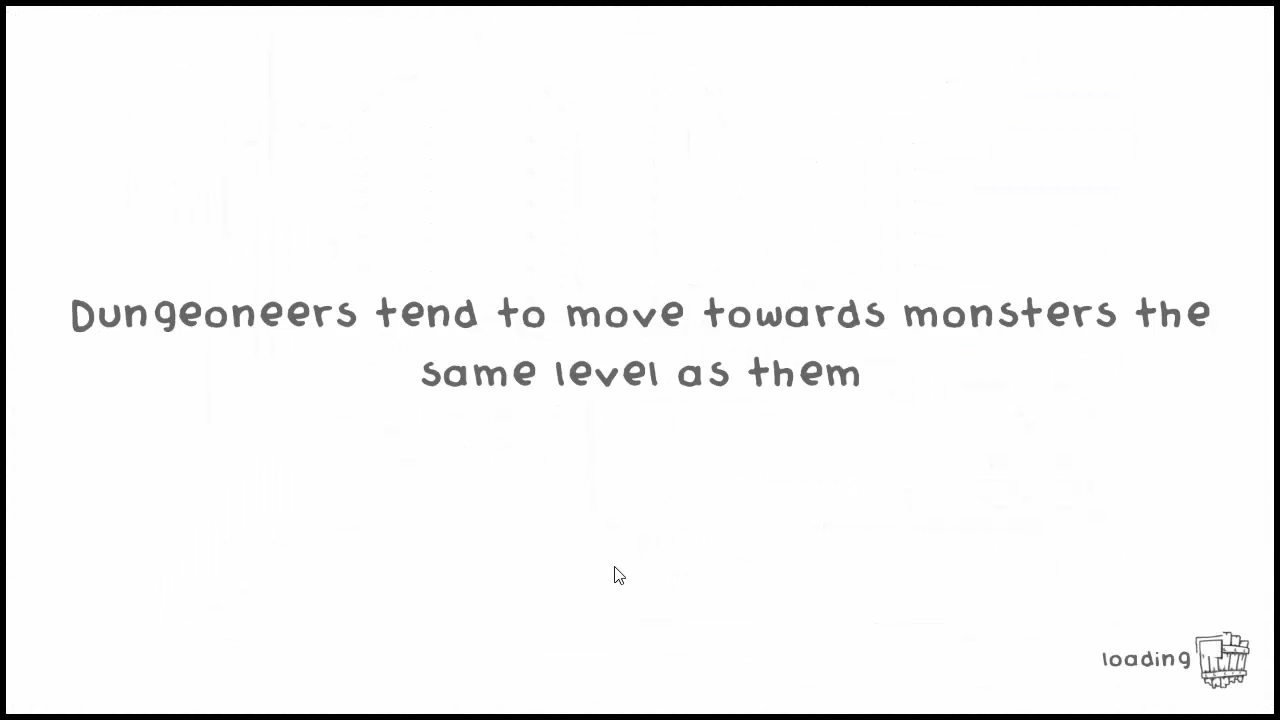 Dungeoneers tend to move towards monsters the
same level as them
loading